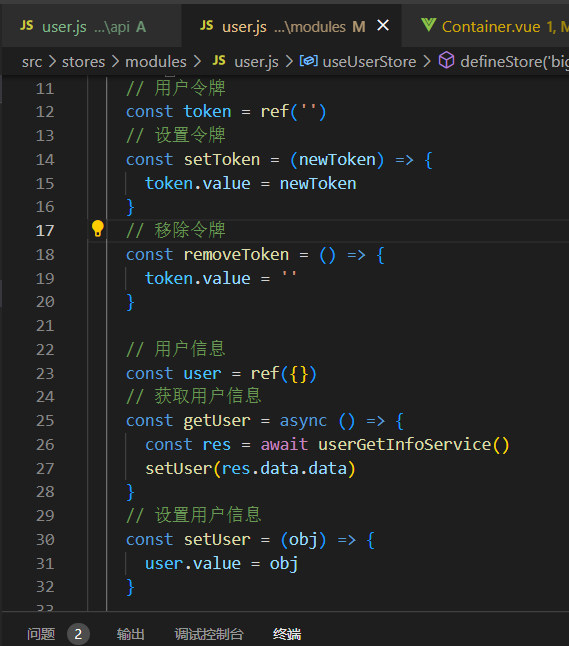 JS user.js ...\api A
JS user.js ...\modules M ✕
Container.vue 1, M
src > stores > modules > JS user.js > useUserStore > defineStore('big
11 // 用户令牌
12 const token = ref('')
13 // 设置令牌
14 const setToken = (newToken) => {
15 token.value = newToken
16 }
17 // 移除令牌
18 const removeToken = () => {
19 token.value = ''
20 }
21
22 // 用户信息
23 const user = ref({})
24 // 获取用户信息
25 const getUser = async () => {
26 const res = await userGetInfoService()
27 setUser(res.data.data)
28 }
29 // 设置用户信息
30 const setUser = (obj) => {
31 user.value = obj
32 }
问题 2 输出 调试控制台 终端